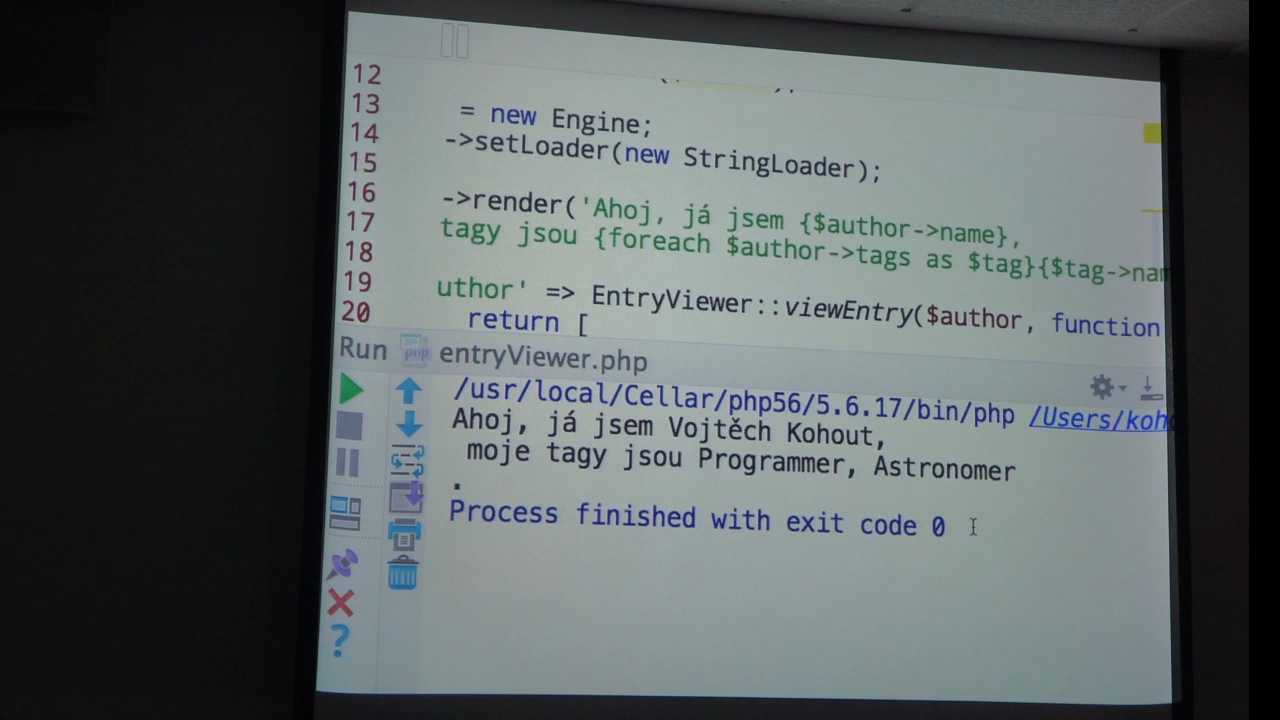 12
13 = new Engine;
14 ->setLoader(new StringLoader);
15
16 ->render('Ahoj, já jsem {$author->name},
17 tagy jsou {foreach $author->tags as $tag}{$tag->nam
18
19 uthor' => EntryViewer::viewEntry($author, function
20 return [
Run entryViewer.php
/usr/local/Cellar/php56/5.6.17/bin/php /Users/koho
Ahoj, já jsem Vojtěch Kohout,
moje tagy jsou Programmer, Astronomer
.
Process finished with exit code 0